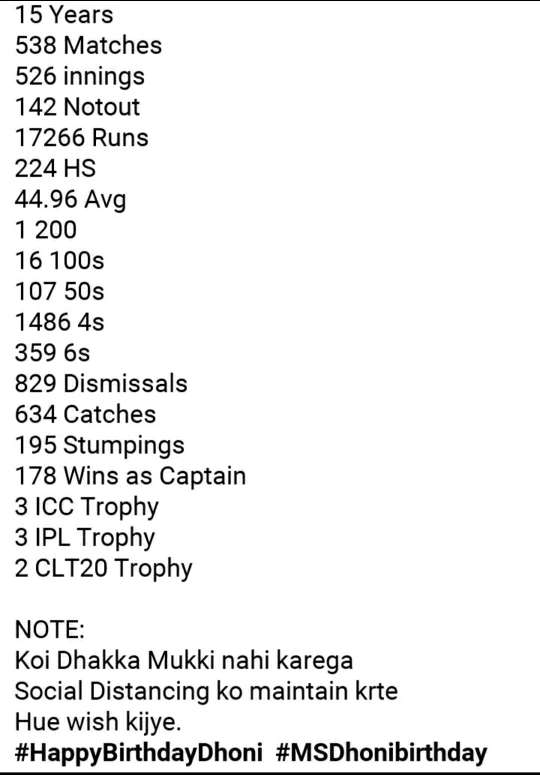 15 Years
538 Matches
526 innings
142 Notout
17266 Runs
224 HS
44.96 Avg
1 200
16 100s
107 50s
1486 4s
359 6s
829 Dismissals
634 Catches
195 Stumpings
178 Wins as Captain
3 ICC Trophy
3 IPL Trophy
2 CLT20 Trophy
NOTE:
Koi Dhakka Mukki nahi karega
Social Distancing ko maintain krte
Hue wish kijye.
#HappyBirthdayDhoni #MSDhonibirthday